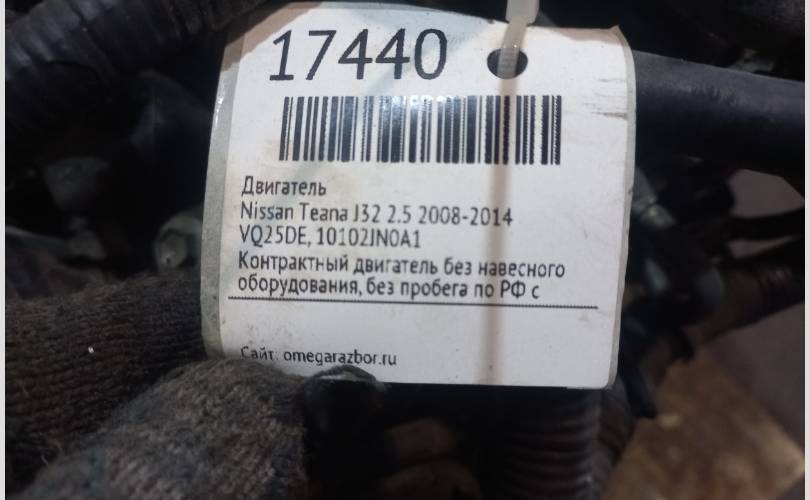 17440
Двигатель
Nissan Teana J32 2.5 2008-2014
VQ25DE, 10102JN0A1
Контрактный двигатель без навесного
оборудования, без пробега по РФ с
Сайт: omegarazbor.ru